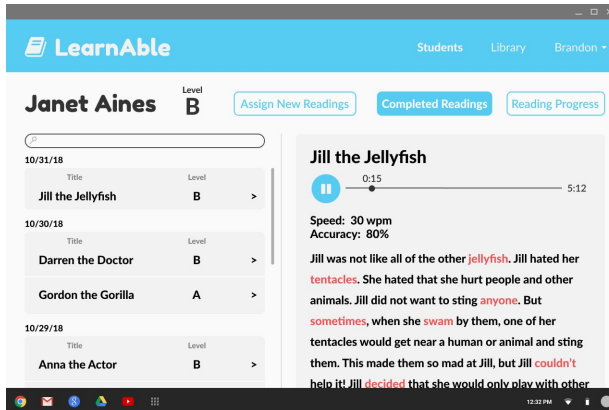 LearnAble
Students Library Brandon
Janet Aines
Level
B
Assign New Readings
Completed Readings
Reading Progress
10/31/18
Title Level
Jill the Jellyfish B >
10/30/18
Title Level
Darren the Doctor B >
Gordon the Gorilla A >
10/29/18
Title Level
Anna the Actor B >
Jill the Jellyfish
0:15
5:12
Speed: 30 wpm
Accuracy: 80%
Jill was not like all of the other jellyfish. Jill hated her
tentacles. She hated that she hurt people and other
animals. Jill did not want to sting anyone. But
sometimes, when she swam by them, one of her
tentacles would get near a human or animal and sting
them. This made them so mad at Jill, but Jill couldn't
help it! Jill decided that she would only play with other
12:32 PM